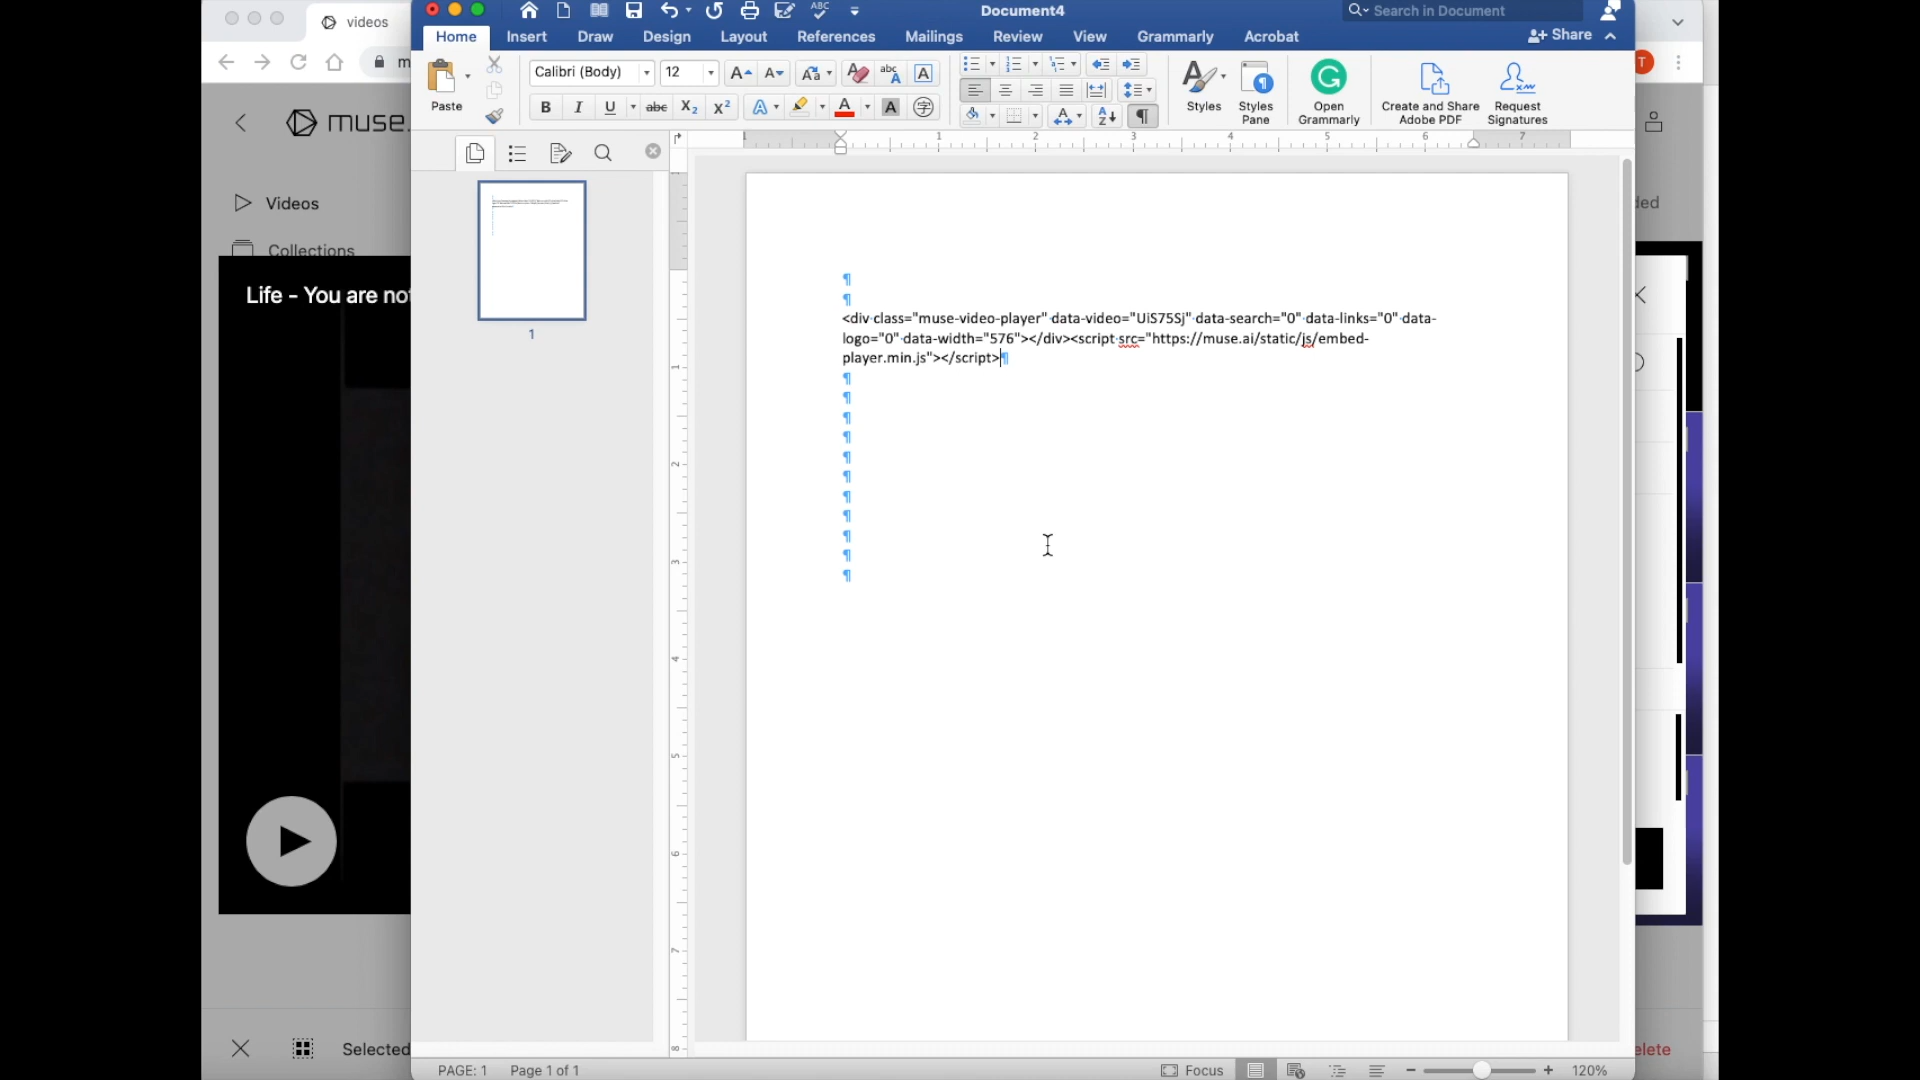 videos
Document4
Search in Document
Home Insert Draw Design Layout References Mailings Review View Grammarly Acrobat
Share
Calibri (Body) 12
Paste
Styles
Styles Pane
Open Grammarly
Create and Share Adobe PDF
Request Signatures
muse.
Videos
Collections
Life - You are not
<div class="muse-video-player" data-video="UiS75Sj" data-search="0" data-links="0" data-
logo="0" data-width="576"></div><script src="https://muse.ai/static/js/embed-
player.min.js"></script>
1
Selected
elete
PAGE: 1 Page 1 of 1
Focus
120%